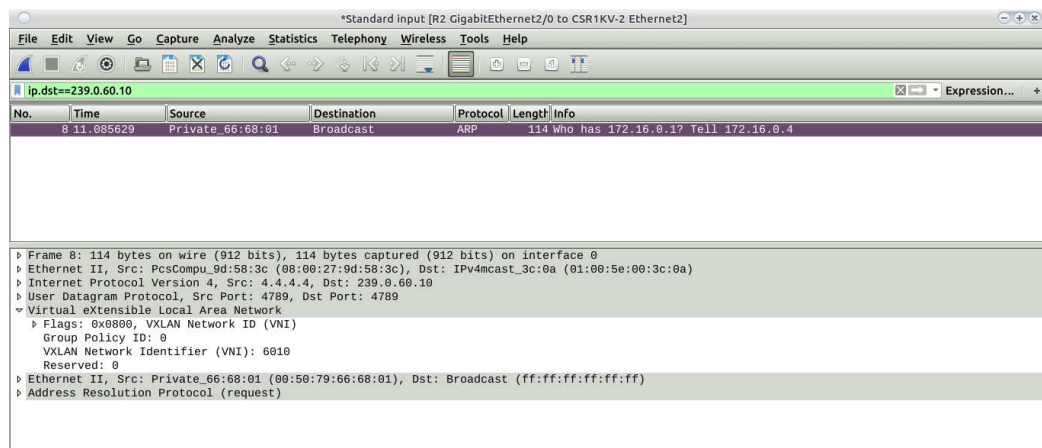 *Standard input [R2 GigabitEthernet2/0 to CSR1KV-2 Ethernet2]
File Edit View Go Capture Analyze Statistics Telephony Wireless Tools Help
ip.dst==239.0.60.10 Expression... +
No. Time Source Destination Protocol Length Info
8 11.085629 Private_66:68:01 Broadcast ARP 114 Who has 172.16.0.1? Tell 172.16.0.4
Frame 8: 114 bytes on wire (912 bits), 114 bytes captured (912 bits) on interface 0
Ethernet II, Src: PcsCompu_9d:58:3c (08:00:27:9d:58:3c), Dst: IPv4mcast_3c:0a (01:00:5e:00:3c:0a)
Internet Protocol Version 4, Src: 4.4.4.4, Dst: 239.0.60.10
User Datagram Protocol, Src Port: 4789, Dst Port: 4789
Virtual eXtensible Local Area Network
Flags: 0x0800, VXLAN Network ID (VNI)
Group Policy ID: 0
VXLAN Network Identifier (VNI): 6010
Reserved: 0
Ethernet II, Src: Private_66:68:01 (00:50:79:66:68:01), Dst: Broadcast (ff:ff:ff:ff:ff:ff)
Address Resolution Protocol (request)